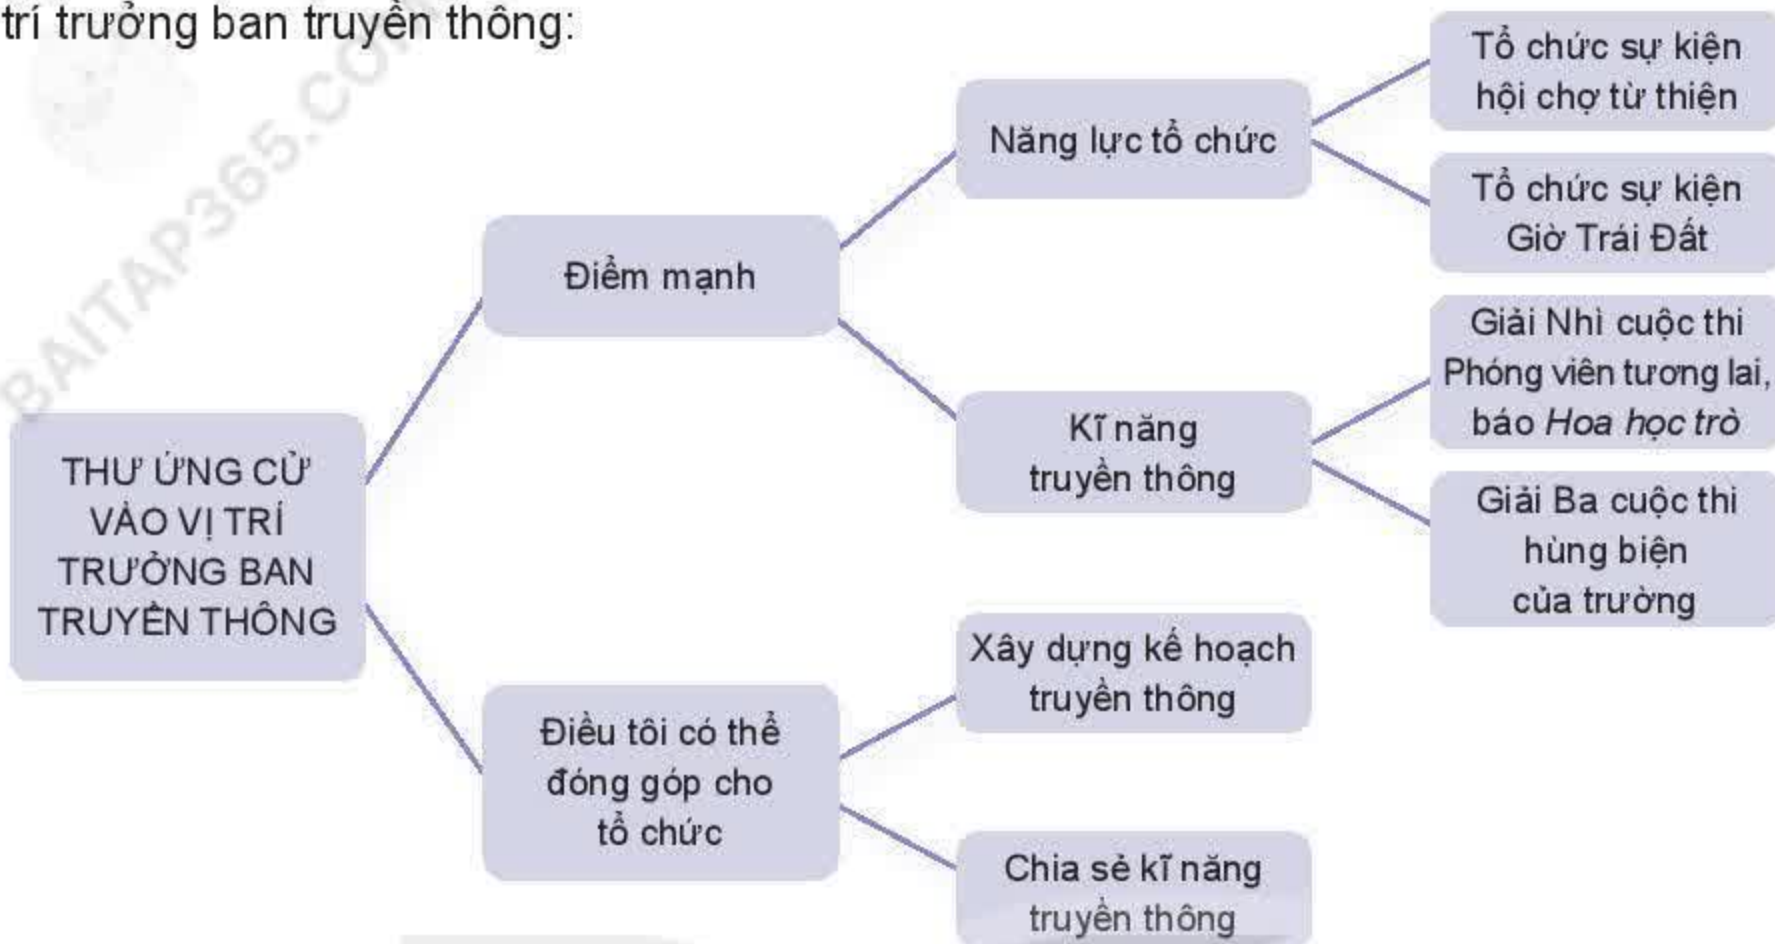 trí trưởng ban truyền thông:
BAITAP365.COM
THƯ ỨNG CỬ
VÀO VỊ TRÍ
TRƯỞNG BAN
TRUYỀN THÔNG
Điểm mạnh
Năng lực tổ chức
Tổ chức sự kiện
hội chợ từ thiện
Tổ chức sự kiện
Giờ Trái Đất
Kĩ năng
truyền thông
Giải Nhì cuộc thi
Phóng viên tương lai,
báo Hoa học trò
Giải Ba cuộc thi
hùng biện
của trường
Điều tôi có thể
đóng góp cho
tổ chức
Xây dựng kế hoạch
truyền thông
Chia sẻ kĩ năng
truyền thông